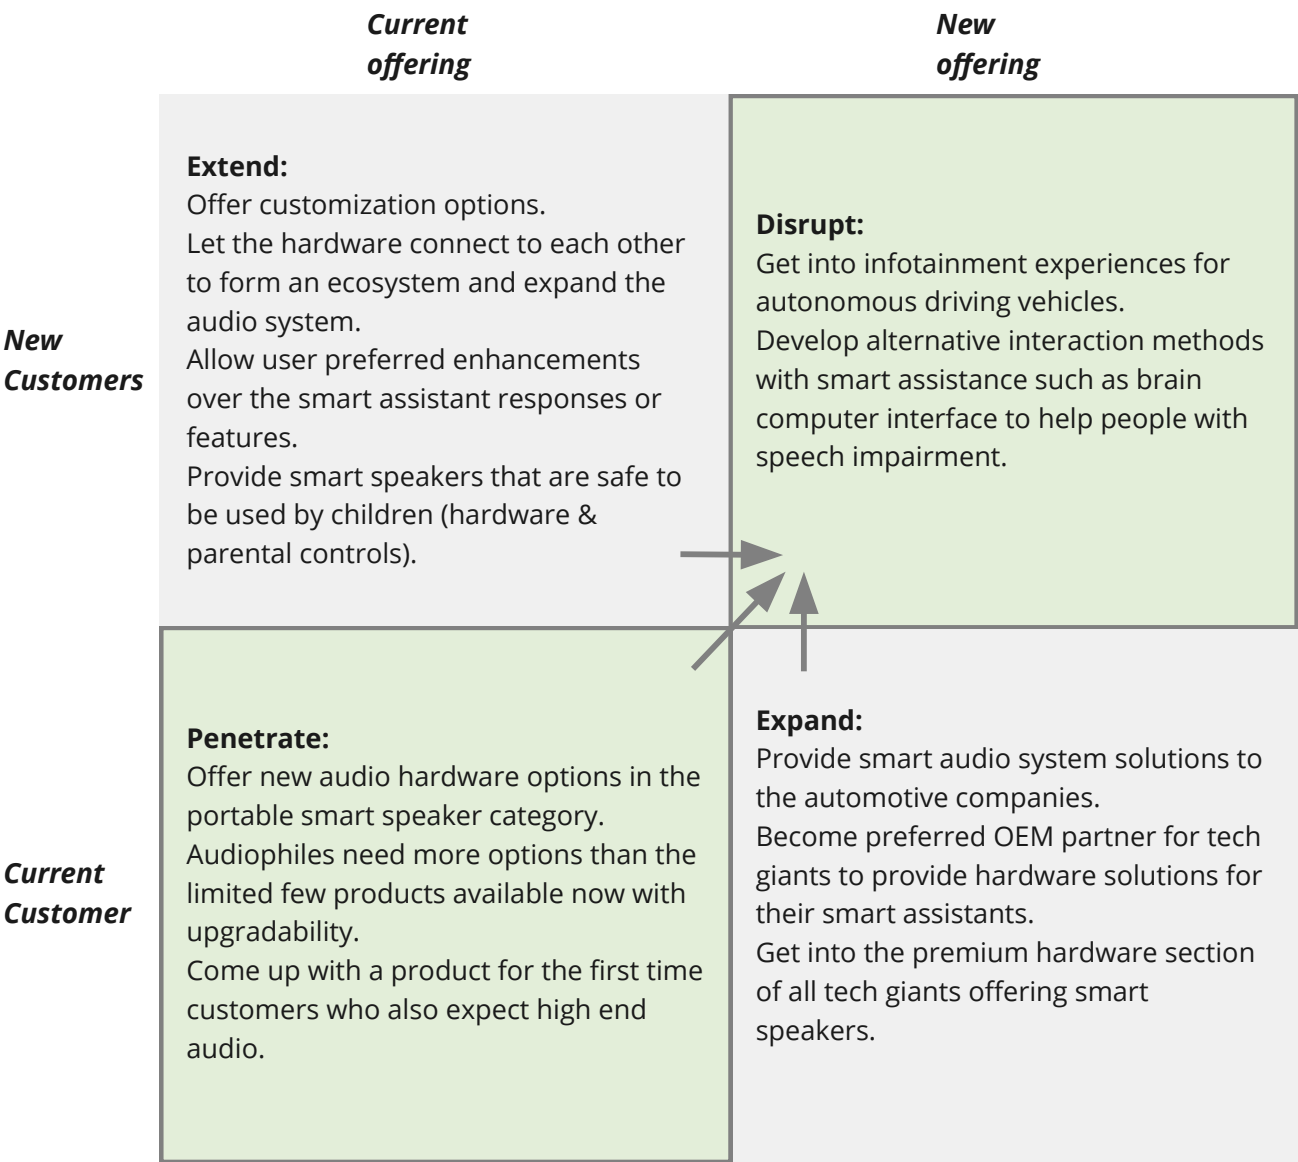 Current
offering
New
offering
New
Customers
Extend:
Offer customization options.
Let the hardware connect to each other
to form an ecosystem and expand the
audio system.
Allow user preferred enhancements
over the smart assistant responses or
features.
Provide smart speakers that are safe to
be used by children (hardware &
parental controls).
Disrupt:
Get into infotainment experiences for
autonomous driving vehicles.
Develop alternative interaction methods
with smart assistance such as brain
computer interface to help people with
speech impairment.
Current
Customer
Penetrate:
Offer new audio hardware options in the
portable smart speaker category.
Audiophiles need more options than the
limited few products available now with
upgradability.
Come up with a product for the first time
customers who also expect high end
audio.
Expand:
Provide smart audio system solutions to
the automotive companies.
Become preferred OEM partner for tech
giants to provide hardware solutions for
their smart assistants.
Get into the premium hardware section
of all tech giants offering smart
speakers.